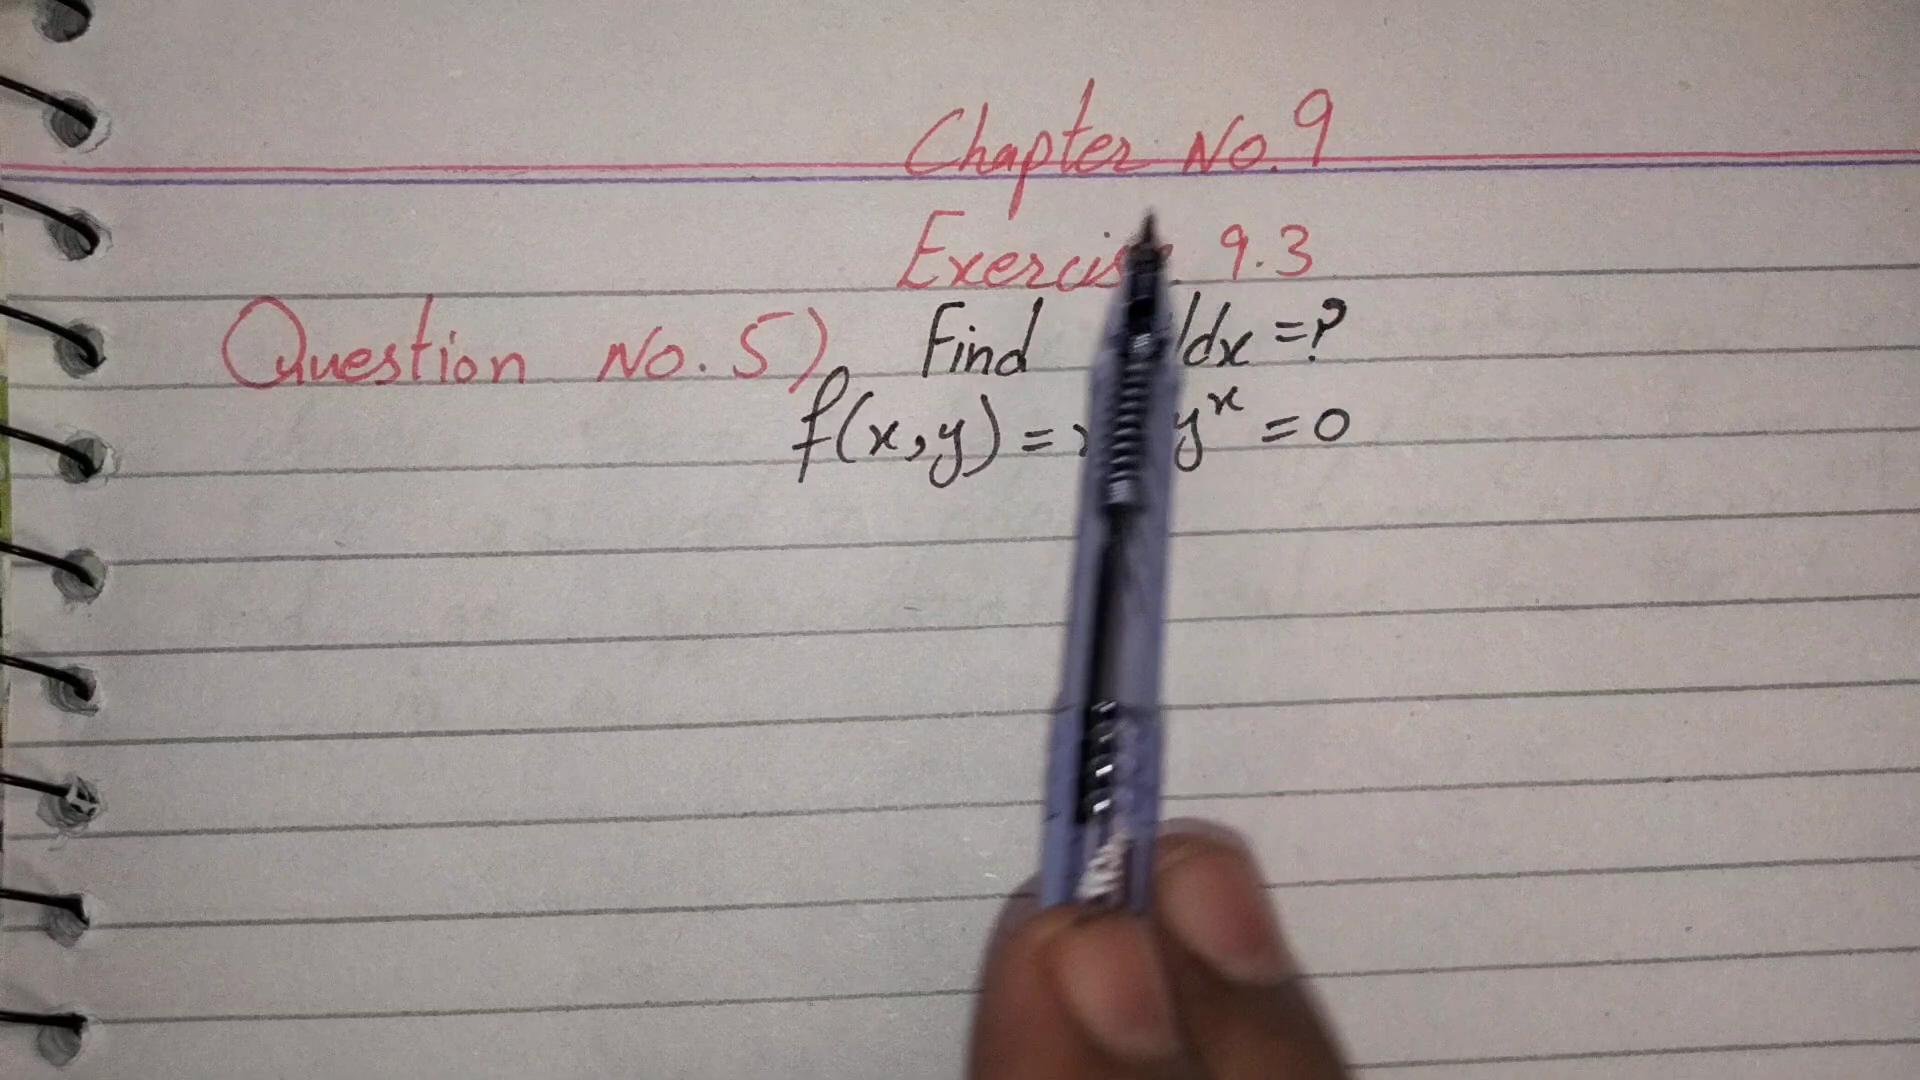 Chapter No. 9
Exercise 9.3
Question No. 5) Find /dx =?
f(x,y) = y^x = 0